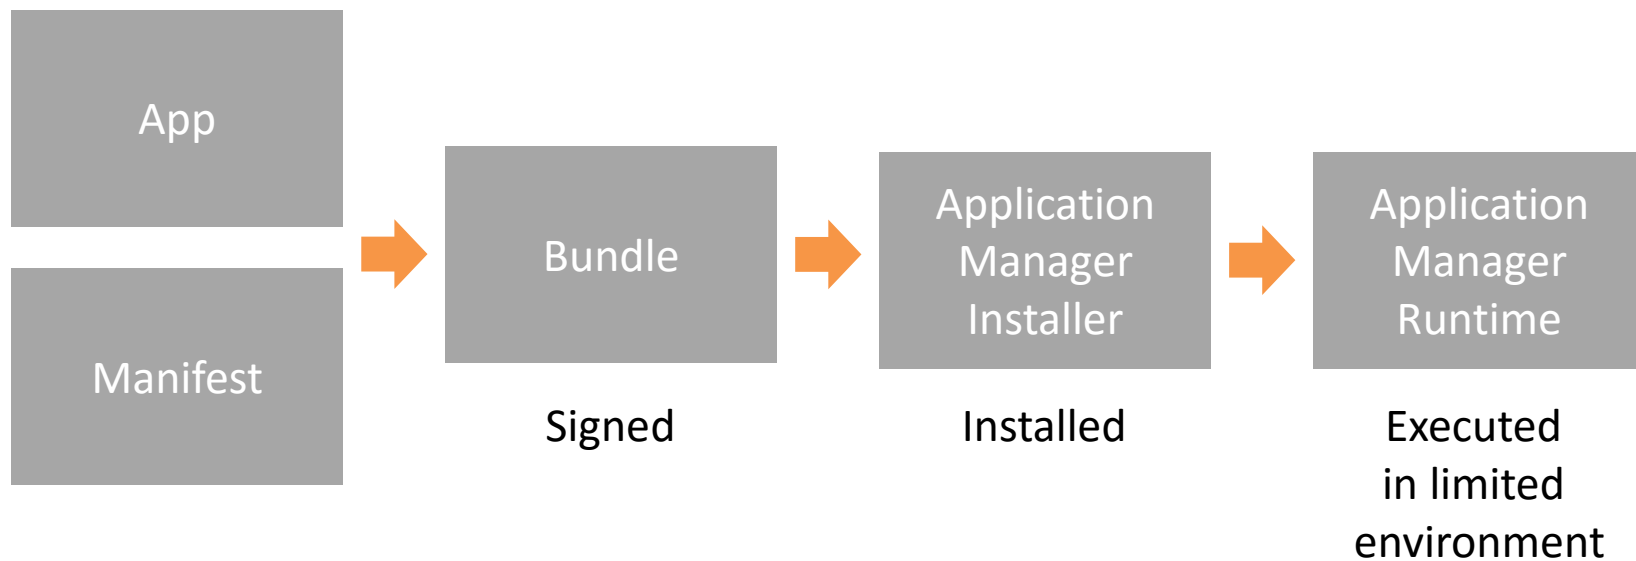 App
Manifest
Bundle
Signed
Application
Manager
Installer
Installed
Application
Manager
Runtime
Executed
in limited
environment